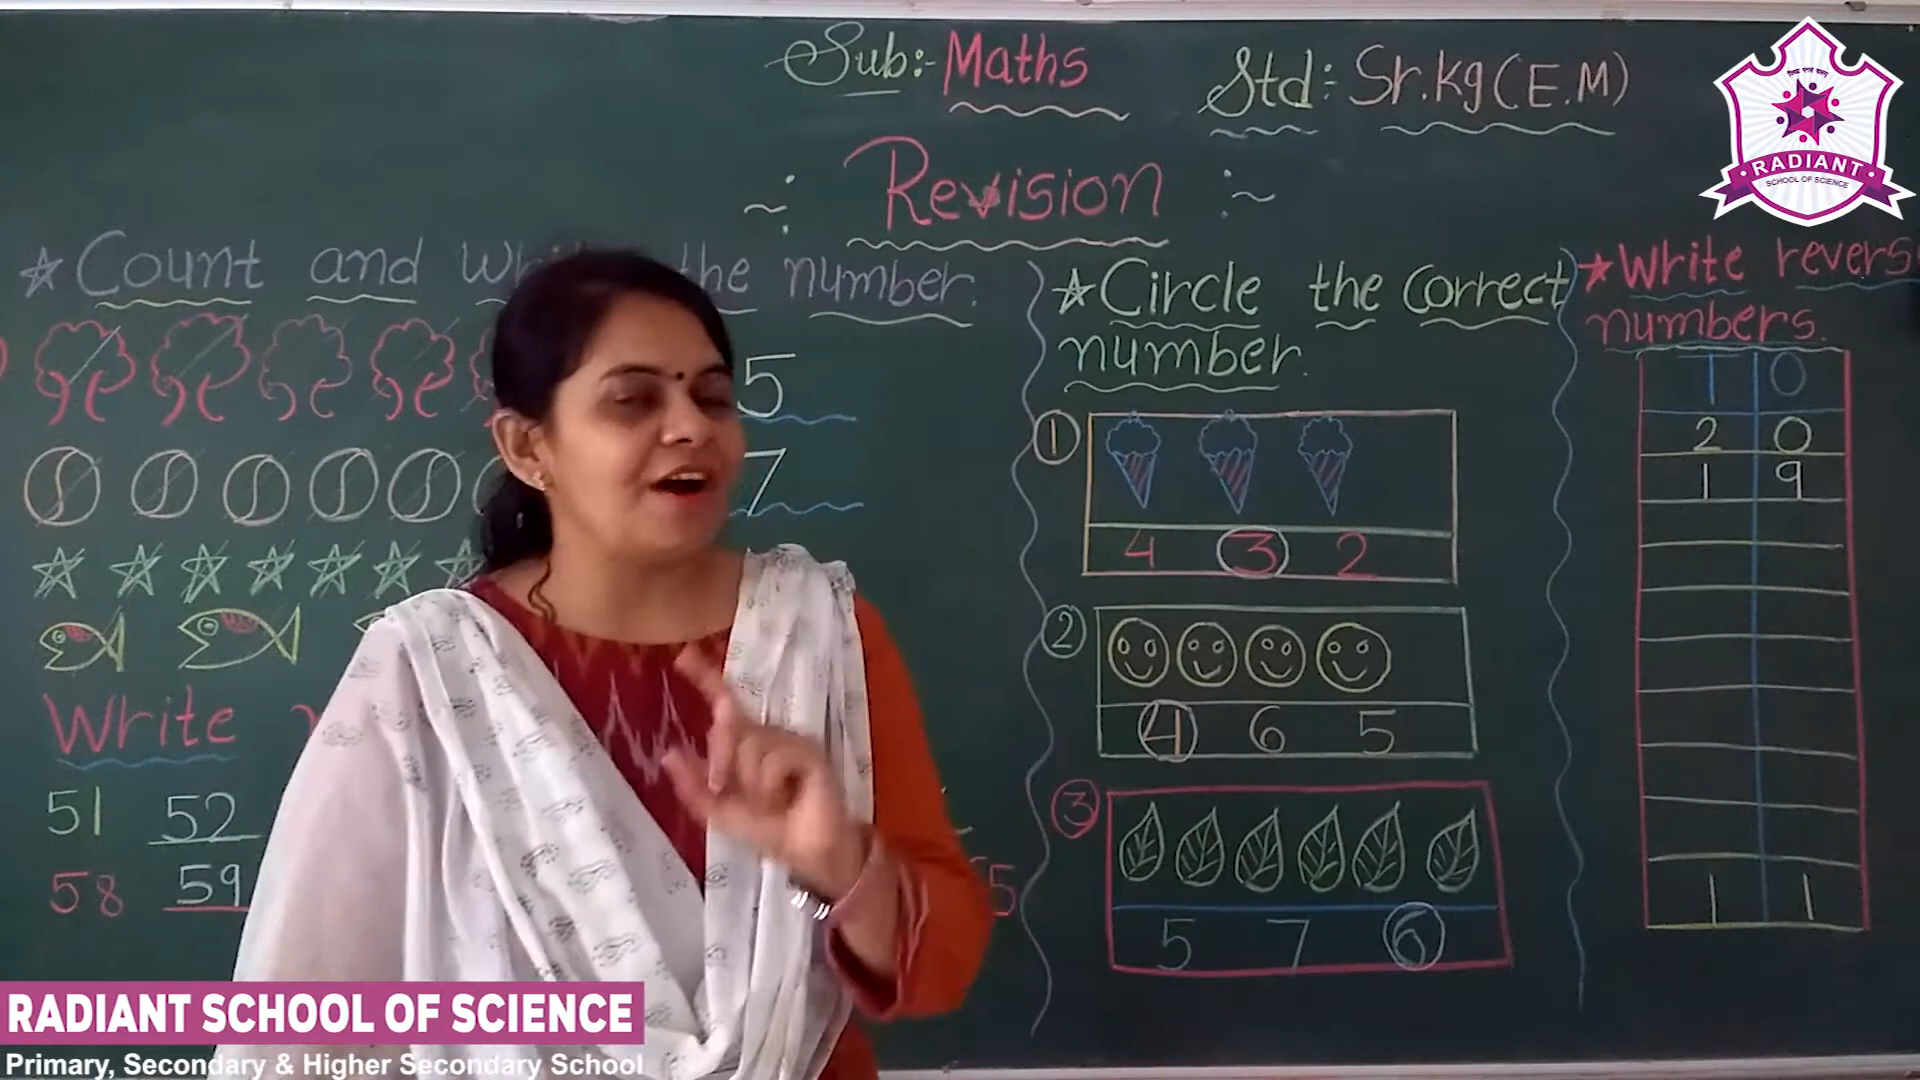 Sub:- Maths
Std:- Sr.kg (E.M)
Revision
Count and the number.
5
7
Write
51 52
58 59
Circle the correct
number.
1
4 3 2
2
4 6 5
3
5 7 6
Write
numbers.
T O
2 0
1 9
1 1
RADIANT
SCHOOL OF SCIENCE
RADIANT SCHOOL OF SCIENCE
Primary, Secondary & Higher Secondary School